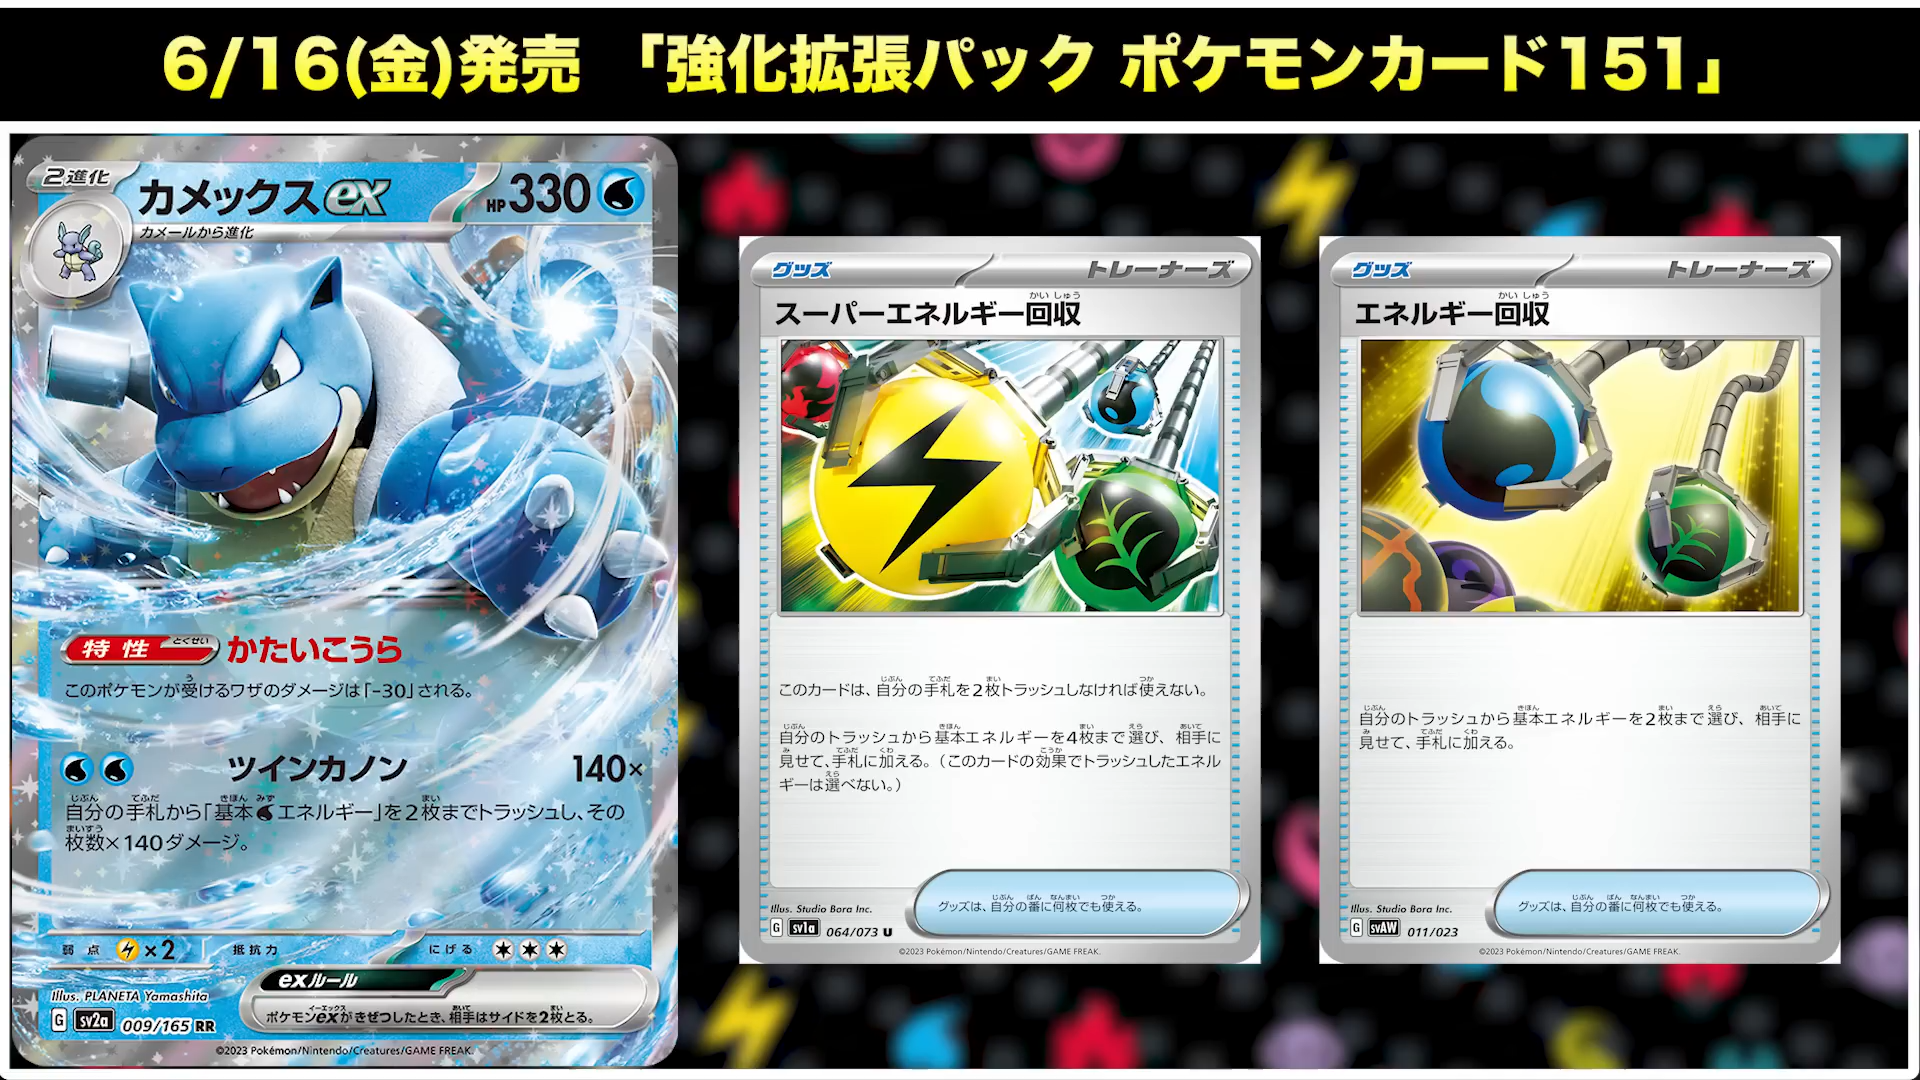 6/16(金)発売 「強化拡張パック ポケモンカード151」
2進化
カメックスex
HP 330
カメールから進化
特性 とくせい かたいこうら
このポケモンが受けるワザのダメージは「-30」される。
ツインカノン 140×
自分の手札から「基本エネルギー」を2枚までトラッシュし、その
枚数×140ダメージ。
弱点 ×2 抵抗力 にげる
exルール
ポケモンexがきぜつしたとき、相手はサイドを2枚とる。
Illus. PLANETA Yamashita
G sv2a 009/165 RR
©2023 Pokémon/Nintendo/Creatures/GAME FREAK.
グッズ トレーナーズ
スーパーエネルギー回収
このカードは、自分の手札を2枚トラッシュしなければ使えない。
自分のトラッシュから基本エネルギーを4枚まで選び、相手に
見せて、手札に加える。（このカードの効果でトラッシュしたエネル
ギーは選べない。）
グッズは、自分の番に何枚でも使える。
Illus. Studio Bora Inc.
G sv1a 064/073 U
©2023 Pokémon/Nintendo/Creatures/GAME FREAK.
グッズ トレーナーズ
エネルギー回収
自分のトラッシュから基本エネルギーを2枚まで選び、相手に
見せて、手札に加える。
グッズは、自分の番に何枚でも使える。
Illus. Studio Bora Inc.
G svAW 011/023
©2023 Pokémon/Nintendo/Creatures/GAME FREAK.